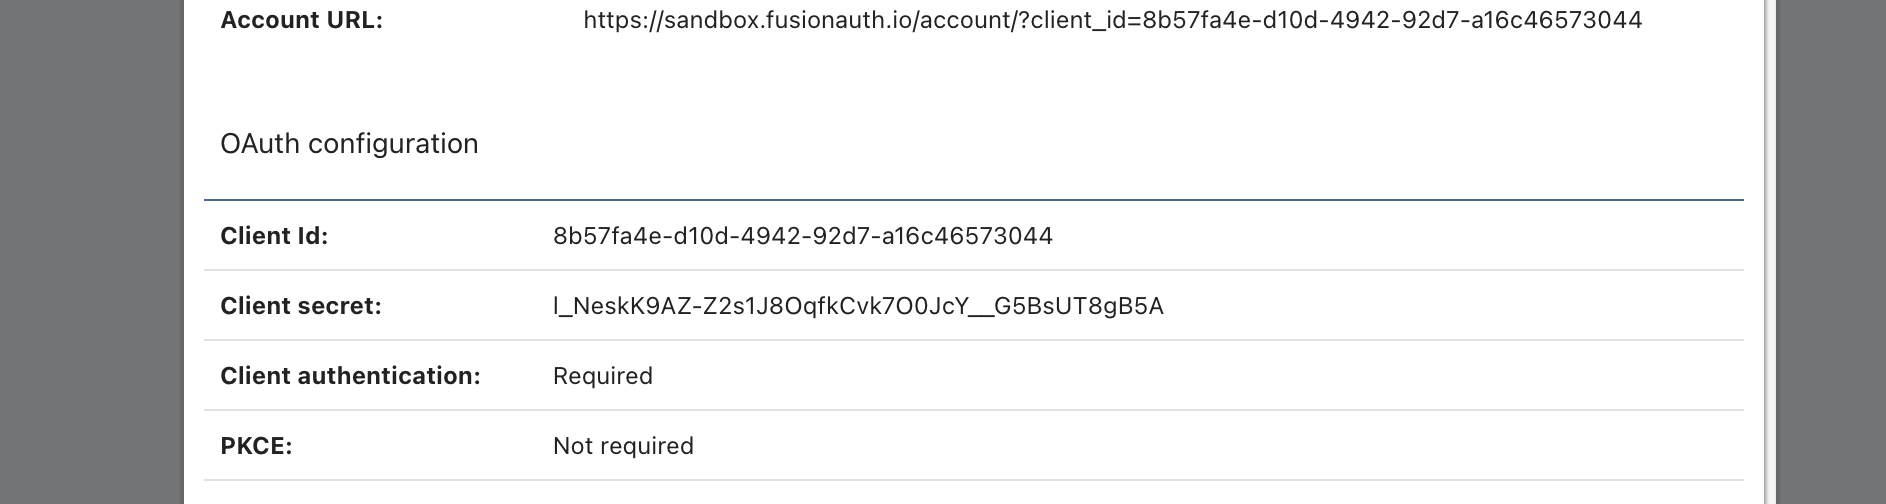 Account URL: https://sandbox.fusionauth.io/account/?client_id=8b57fa4e-d10d-4942-92d7-a16c46573044
OAuth configuration
Client Id: 8b57fa4e-d10d-4942-92d7-a16c46573044
Client secret: l_NeskK9AZ-Z2s1J8OqfkCvk7O0JcY__G5BsUT8gB5A
Client authentication: Required
PKCE: Not required